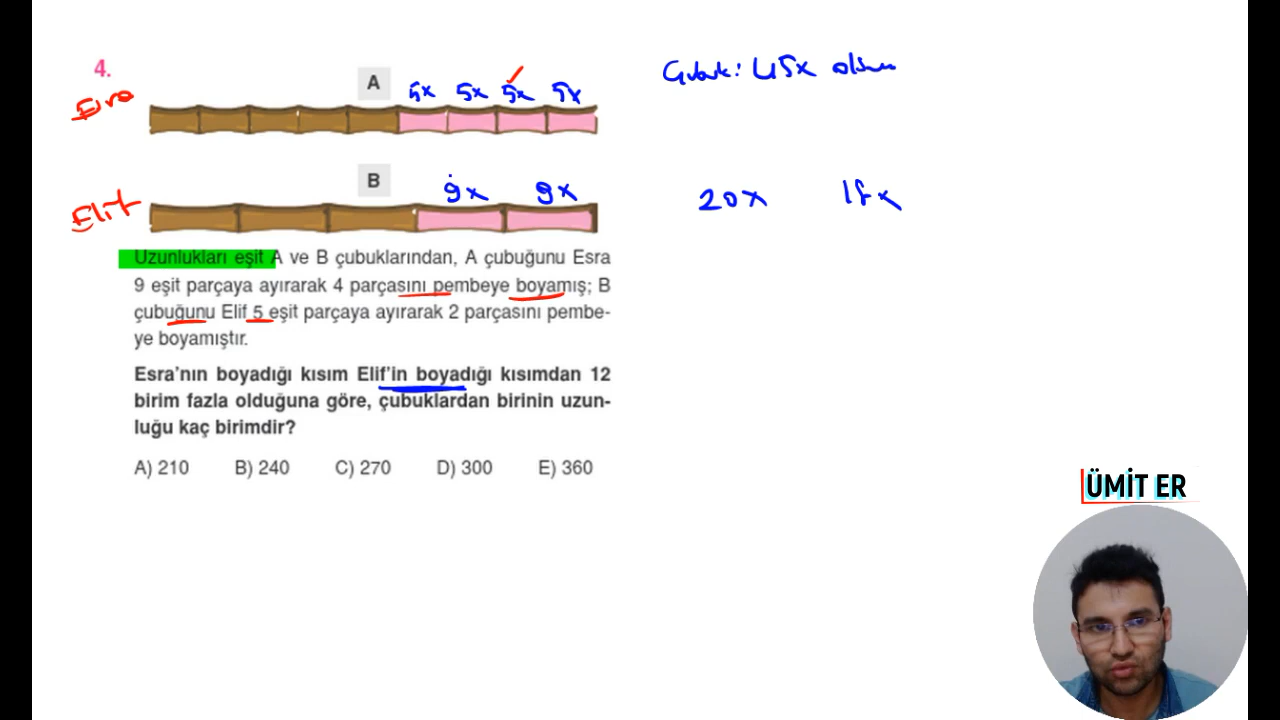 4.
Esra
A
5x 5x 5x 5x
Çubuk: 45x olsun
Elif
B
9x 9x
20x 18x
Uzunlukları eşit A ve B çubuklarından, A çubuğunu Esra
9 eşit parçaya ayırarak 4 parçasını pembeye boyamış; B
çubuğunu Elif 5 eşit parçaya ayırarak 2 parçasını pembe-
ye boyamıştır.
Esra'nın boyadığı kısım Elif'in boyadığı kısımdan 12
birim fazla olduğuna göre, çubuklardan birinin uzun-
luğu kaç birimdir?
A) 210 B) 240 C) 270 D) 300 E) 360
ÜMİT ER